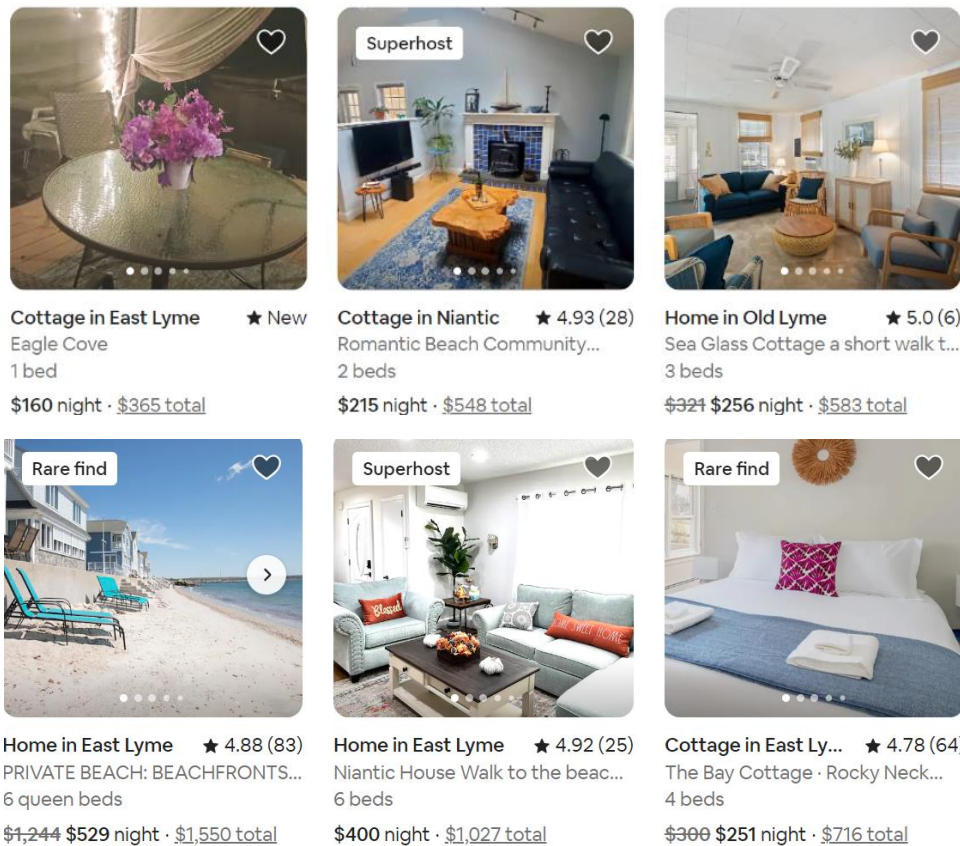 Cottage in East Lyme ★ New
Eagle Cove
1 bed
$160 night · $365 total
Superhost
Cottage in Niantic ★ 4.93 (28)
Romantic Beach Community...
2 beds
$215 night · $548 total
Home in Old Lyme ★ 5.0 (6)
Sea Glass Cottage a short walk t...
3 beds
$321 $256 night · $583 total
Rare find
Home in East Lyme ★ 4.88 (83)
PRIVATE BEACH: BEACHFRONTS...
6 queen beds
$1,244 $529 night · $1,550 total
Superhost
Blessed
HOME SWEET HOME
Home in East Lyme ★ 4.92 (25)
Niantic House Walk to the beac...
6 beds
$400 night · $1,027 total
Rare find
Cottage in East Ly... ★ 4.78 (64)
The Bay Cottage · Rocky Neck...
4 beds
$300 $251 night · $716 total